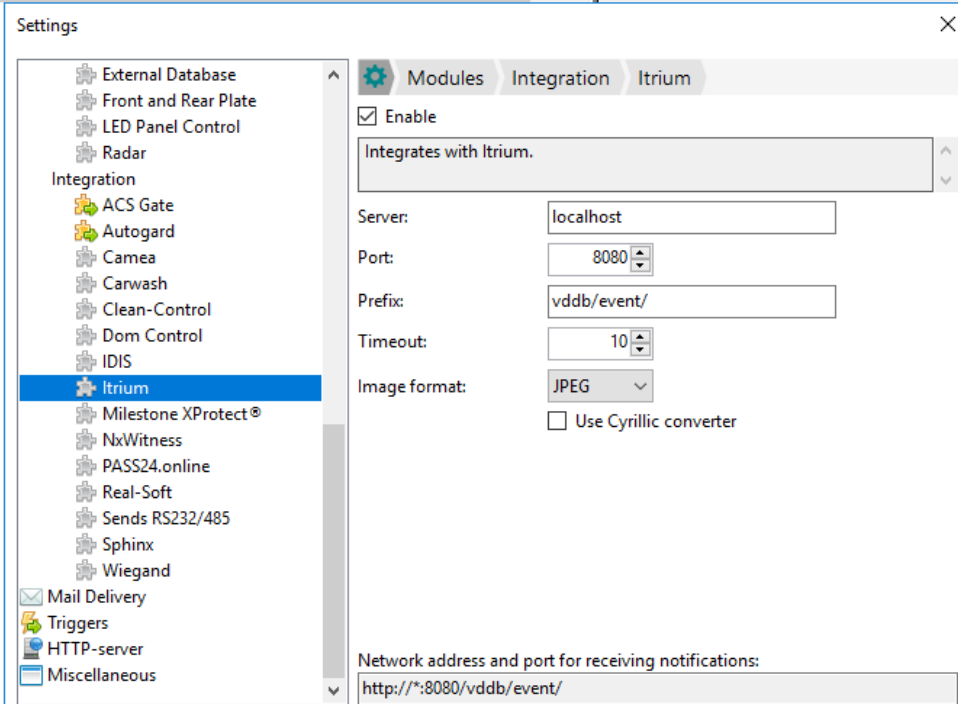 Settings
External Database
Front and Rear Plate
LED Panel Control
Radar
Integration
ACS Gate
Autogard
Camea
Carwash
Clean-Control
Dom Control
IDIS
Itrium
Milestone XProtect®
NxWitness
PASS24.online
Real-Soft
Sends RS232/485
Sphinx
Wiegand
Mail Delivery
Triggers
HTTP-server
Miscellaneous
Modules Integration Itrium
Enable
Integrates with Itrium.
Server: localhost
Port: 8080
Prefix: vddb/event/
Timeout: 10
Image format: JPEG
Use Cyrillic converter
Network address and port for receiving notifications:
http://*:8080/vddb/event/